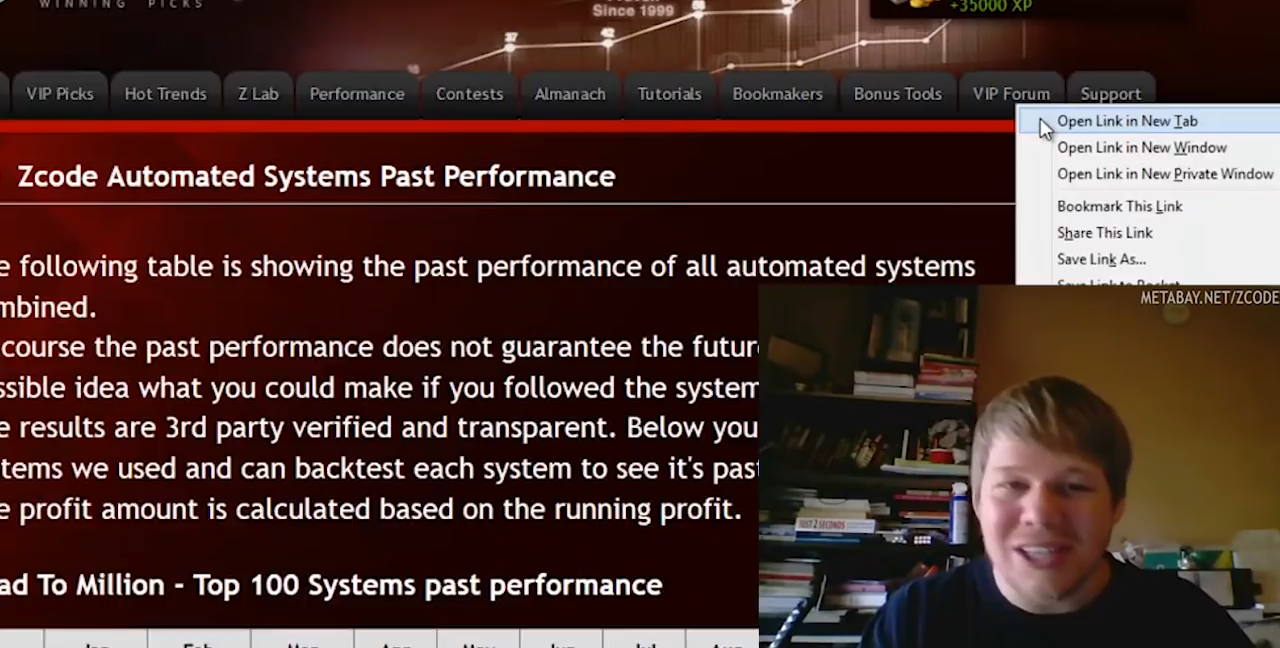 WINNING PICKS
Since 1999
+35000 XP
37
42
VIP Picks
Hot Trends
Z Lab
Performance
Contests
Almanach
Tutorials
Bookmakers
Bonus Tools
VIP Forum
Support
Open Link in New Tab
Open Link in New Window
Open Link in New Private Window
Bookmark This Link
Share This Link
Save Link As...
Zcode Automated Systems Past Performance
e following table is showing the past performance of all automated systems
mbined.
course the past performance does not guarantee the futur
ssible idea what you could make if you followed the system
e results are 3rd party verified and transparent. Below you
tems we used and can backtest each system to see it's past
e profit amount is calculated based on the running profit.
ad To Million - Top 100 Systems past performance
METABAY.NET/ZCODE
JUST 2 SECONDS